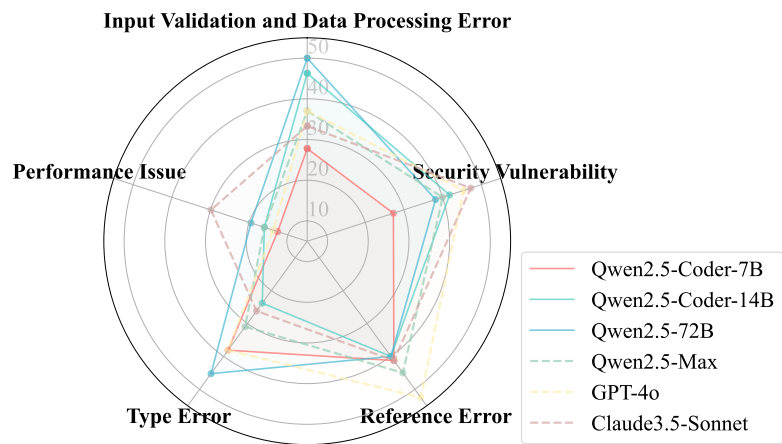 Input Validation and Data Processing Error
50
40
30
20
10
Performance Issue
Security Vulnerability
Type Error
Reference Error
Qwen2.5-Coder-7B
Qwen2.5-Coder-14B
Qwen2.5-72B
Qwen2.5-Max
GPT-4o
Claude3.5-Sonnet